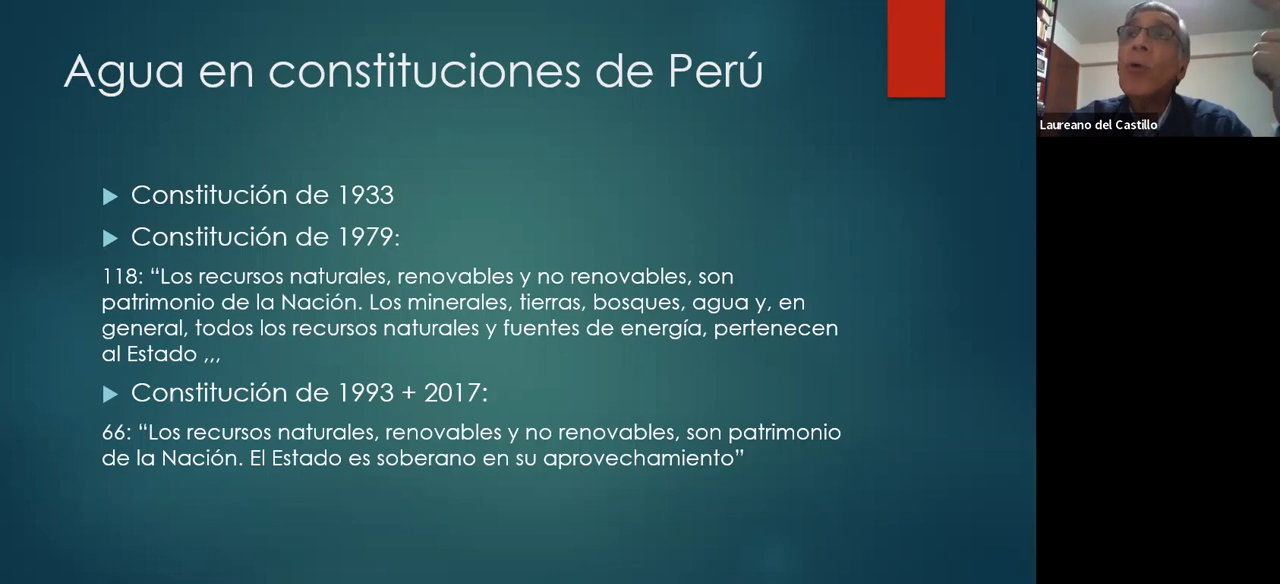 Agua en constituciones de Perú
Constitución de 1933
Constitución de 1979:
118: “Los recursos naturales, renovables y no renovables, son
patrimonio de la Nación. Los minerales, tierras, bosques, agua y, en
general, todos los recursos naturales y fuentes de energía, pertenecen
al Estado ,,,
Constitución de 1993 + 2017:
66: “Los recursos naturales, renovables y no renovables, son patrimonio
de la Nación. El Estado es soberano en su aprovechamiento”
Laureano del Castillo